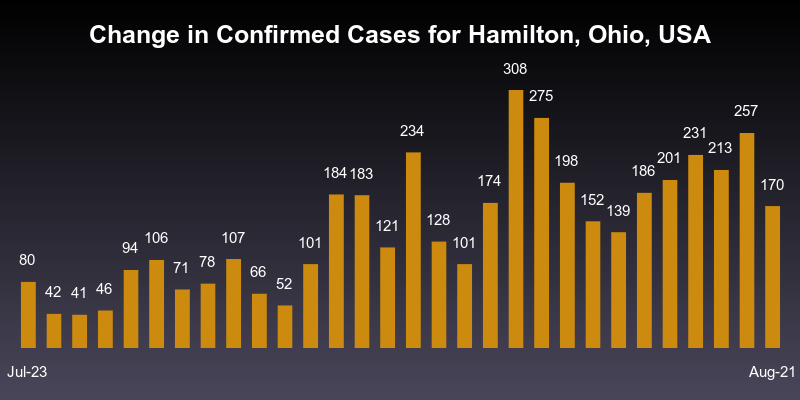 Change in Confirmed Cases for Hamilton, Ohio, USA
80 42 41 46 94 106 71 78 107 66 52 101 184 183 121 234 128 101 174 308 275 198 152 139 186 201 231 213 257 170
Jul-23 Aug-21